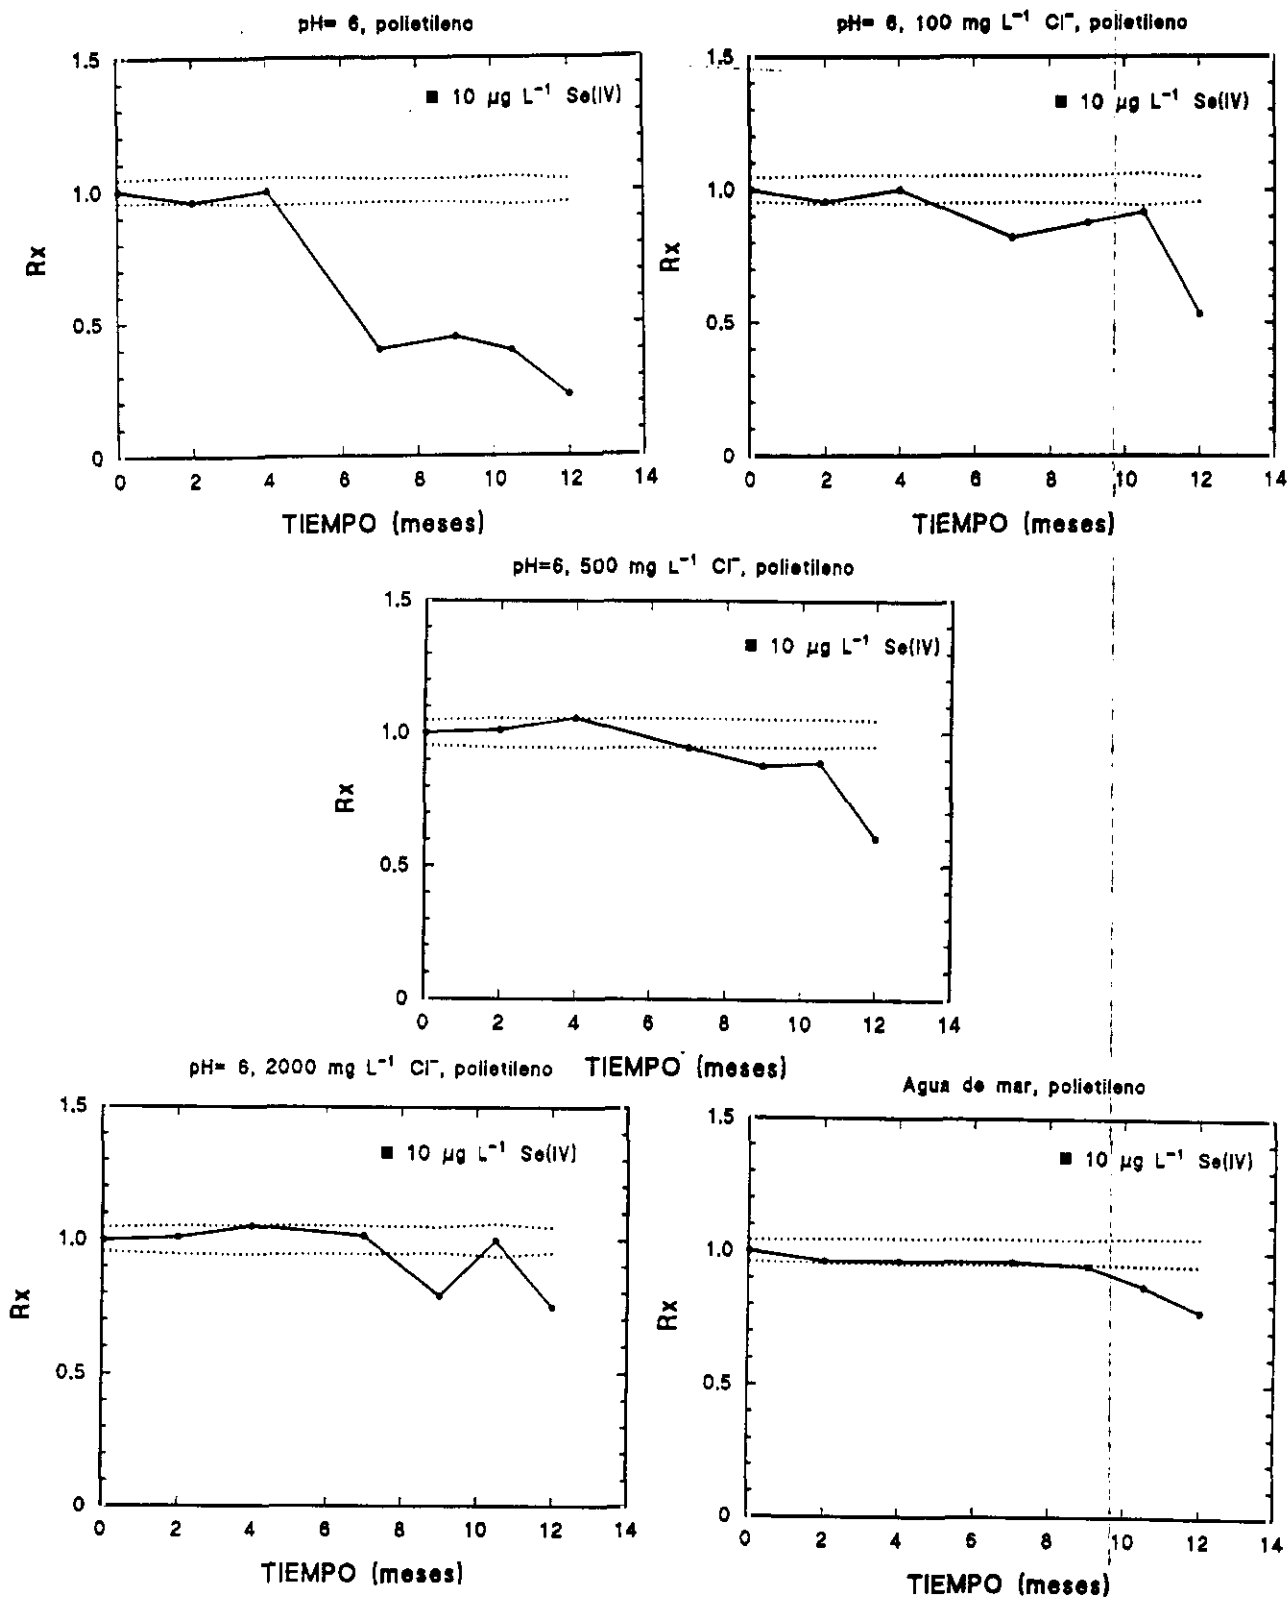 pH= 6, polietileno
1.5
■ 10 µg L⁻¹ Se(IV)
1.0
Rx
0.5
0
0 2 4 6 8 10 12 14
TIEMPO (meses)
pH= 6, 100 mg L⁻¹ Cl⁻, polietileno
1.5
■ 10 µg L⁻¹ Se(IV)
1.0
Rx
0.5
0
0 2 4 6 8 10 12 14
TIEMPO (meses)
pH=6, 500 mg L⁻¹ Cl⁻, polietileno
1.5
■ 10 µg L⁻¹ Se(IV)
1.0
Rx
0.5
0
0 2 4 6 8 10 12 14
TIEMPO (meses)
pH= 6, 2000 mg L⁻¹ Cl⁻, polietileno
1.5
■ 10 µg L⁻¹ Se(IV)
1.0
Rx
0.5
0
0 2 4 6 8 10 12 14
TIEMPO (meses)
Agua de mar, polietileno
1.5
■ 10 µg L⁻¹ Se(IV)
1.0
Rx
0.5
0
0 2 4 6 8 10 12 14
TIEMPO (meses)